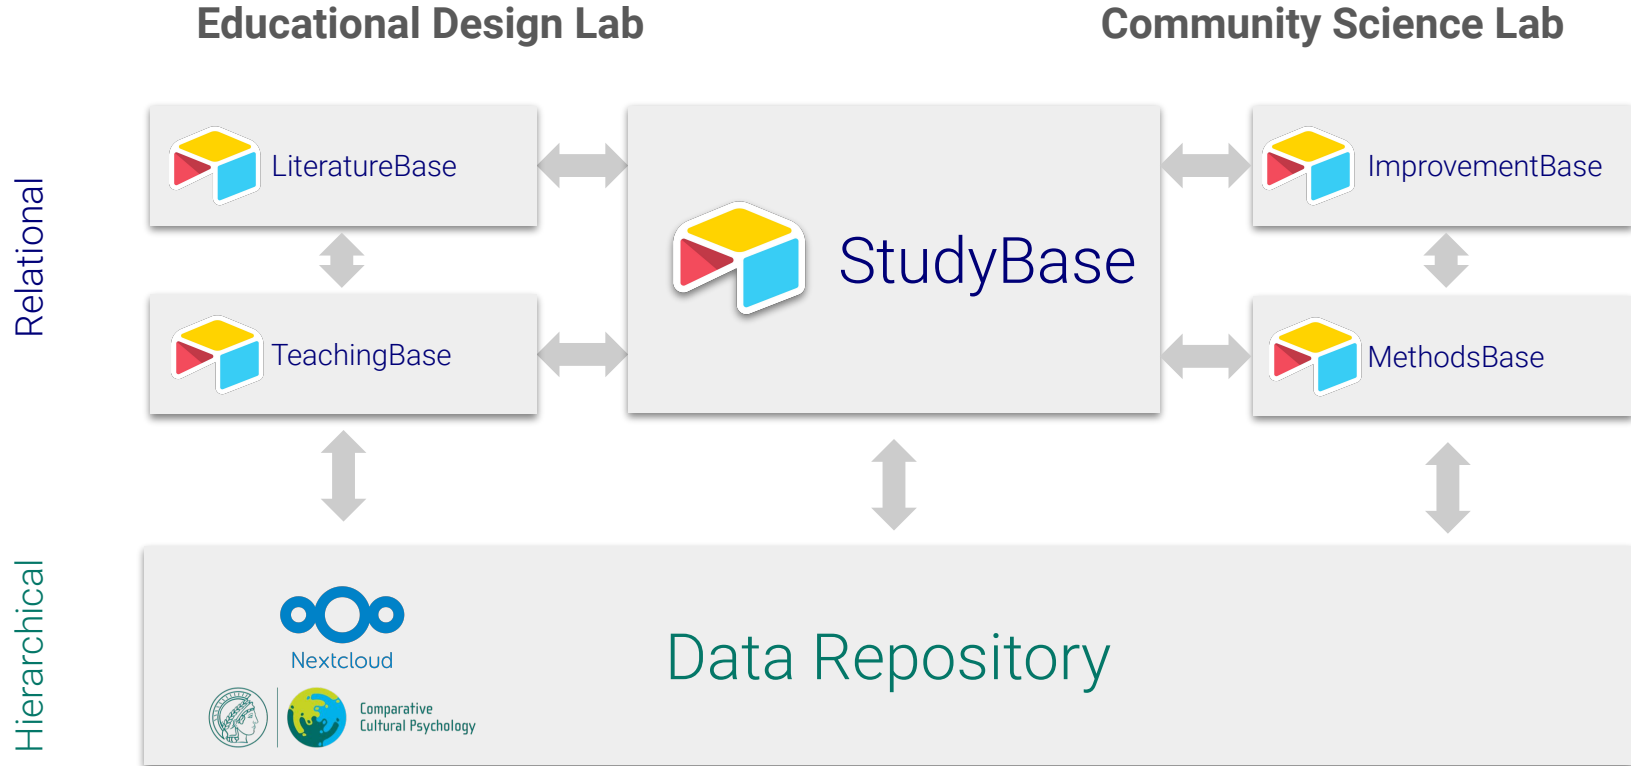 Educational Design Lab
Community Science Lab
Relational
LiteratureBase
StudyBase
ImprovementBase
TeachingBase
MethodsBase
Hierarchical
Nextcloud
Data Repository
Comparative
Cultural Psychology